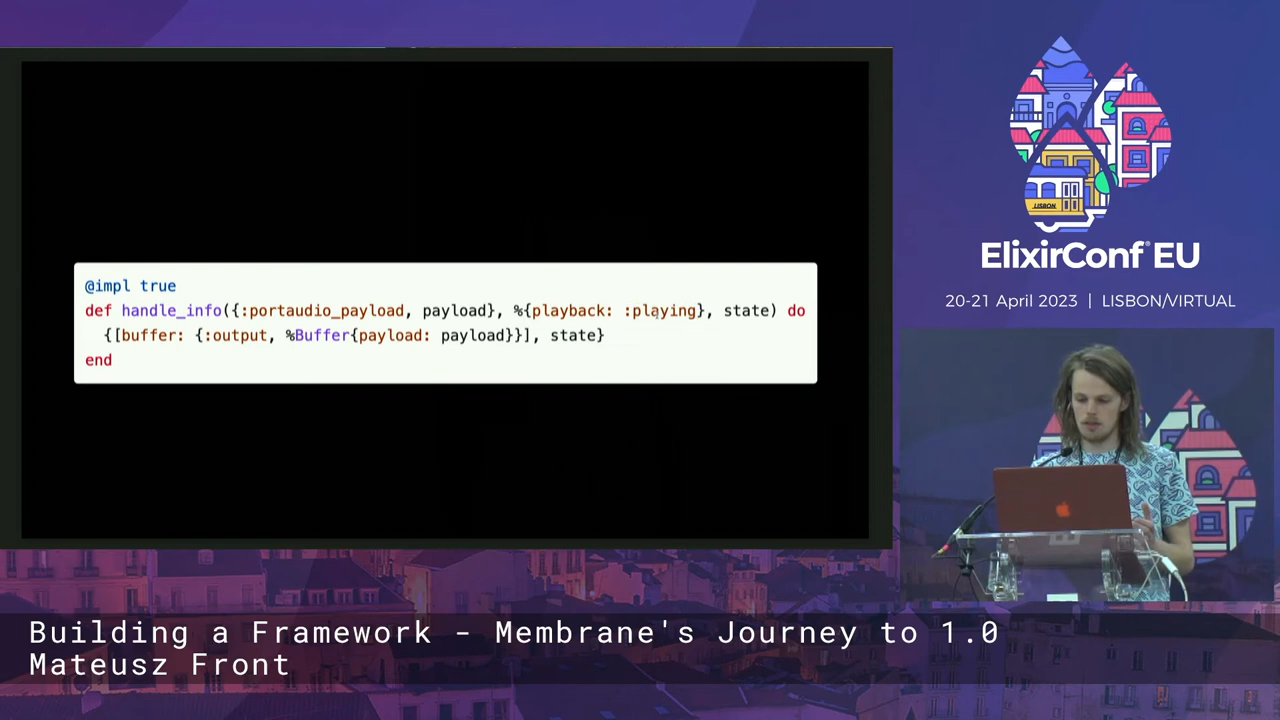 @impl true
def handle_info({:portaudio_payload, payload}, %{playback: :playing}, state) do
  {[buffer: {:output, %Buffer{payload: payload}}], state}
end
LISBON
ElixirConf® EU
20-21 April 2023 | LISBON/VIRTUAL
Building a Framework - Membrane's Journey to 1.0
Mateusz Front